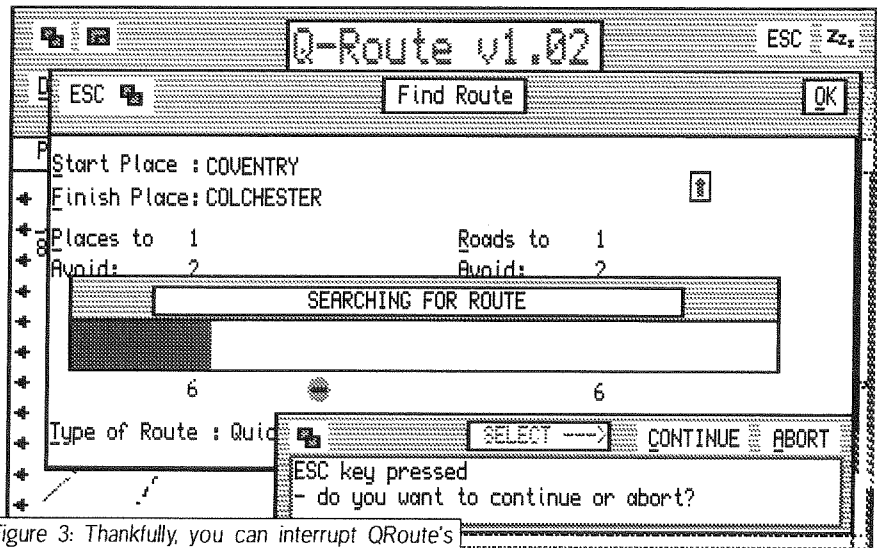 Q-Route v1.02
ESC Zzz
ESC Find Route OK
Start Place : COVENTRY
Finish Place: COLCHESTER
Places to 1 Roads to 1
Avoid: 2 Avoid: 2
SEARCHING FOR ROUTE
6 6
Type of Route : Quic
SELECT ---> CONTINUE ABORT
ESC key pressed
- do you want to continue or abort?
igure 3: Thankfully, you can interrupt QRoute's